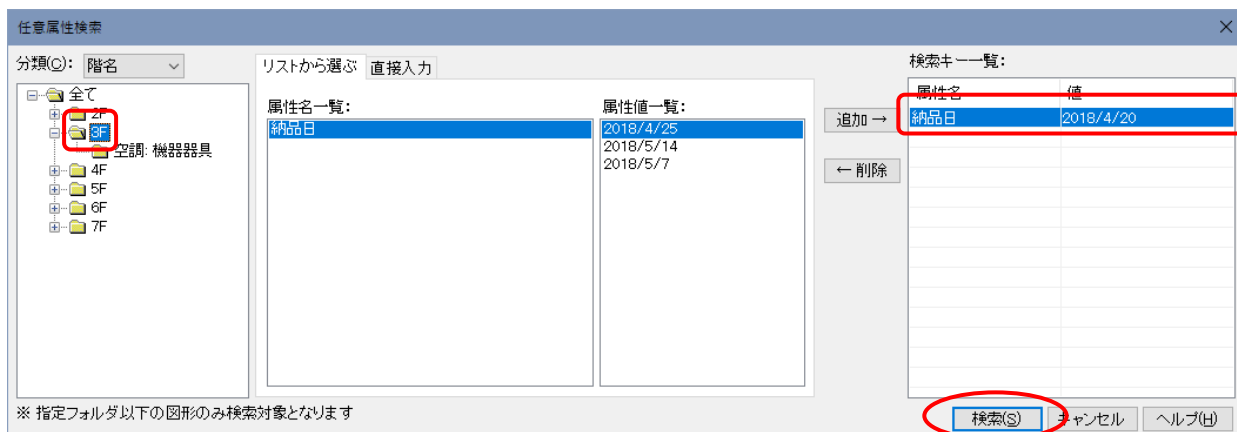 任意属性検索
分類(C): 階名
全て
2F
3F
空調: 機器器具
4F
5F
6F
7F
リストから選ぶ 直接入力
属性名一覧:
納品日
属性値一覧:
2018/4/25
2018/5/14
2018/5/7
追加→
←削除
検索キー一覧:
属性名 値
納品日 2018/4/20
※ 指定フォルダ以下の図形のみ検索対象となります
検索(S) キャンセル ヘルプ(H)